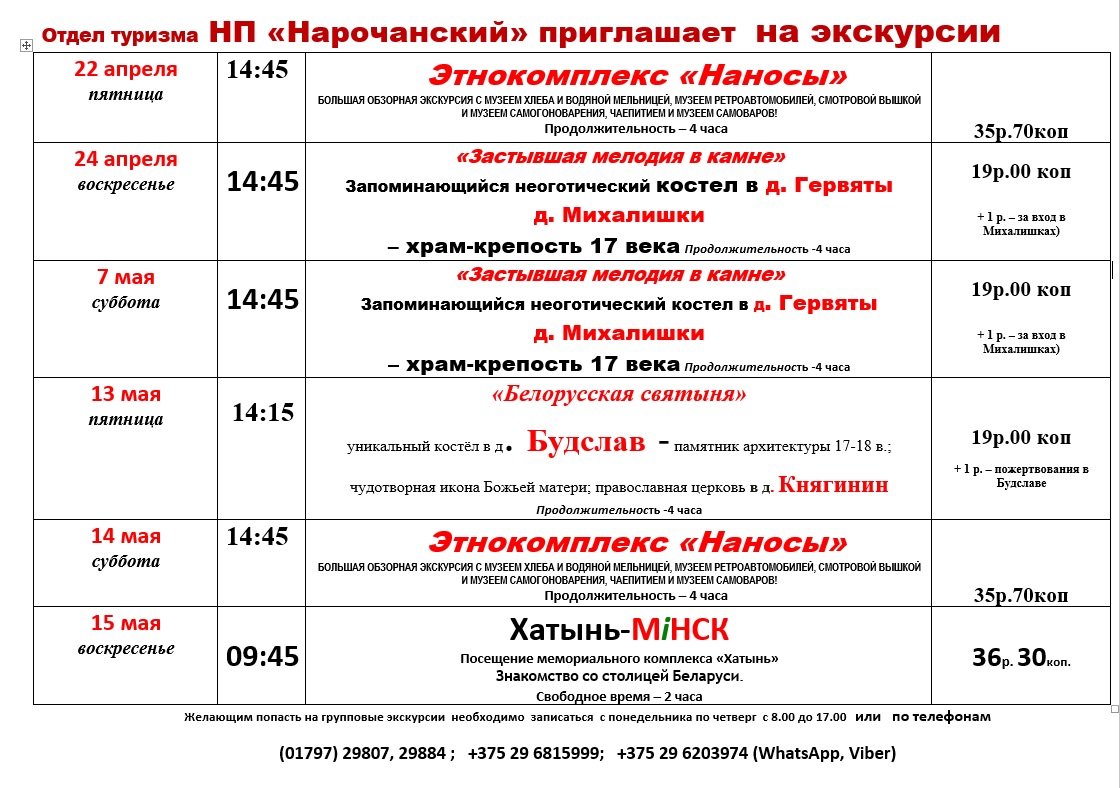 Отдел туризма НП «Нарочанский» приглашает на экскурсии
22 апреля
пятница
14:45
Этнокомплекс «Наносы»
БОЛЬШАЯ ОБЗОРНАЯ ЭКСКУРСИЯ С МУЗЕЕМ ХЛЕБА И ВОДЯНОЙ МЕЛЬНИЦЕЙ, МУЗЕЕМ РЕТРОАВТОМОБИЛЕЙ, СМОТРОВОЙ ВЫШКОЙ
И МУЗЕЕМ САМОГОНОВАРЕНИЯ, ЧАЕПИТИЕМ И МУЗЕЕМ САМОВАРОВ!
Продолжительность – 4 часа
35р.70коп
24 апреля
воскресенье
14:45
«Застывшая мелодия в камне»
Запоминающийся неоготический костел в д. Гервяты
д. Михалишки
– храм-крепость 17 века Продолжительность -4 часа
19р.00 коп
+ 1 р. – за вход в
Михалишках)
7 мая
суббота
14:45
«Застывшая мелодия в камне»
Запоминающийся неоготический костел в д. Гервяты
д. Михалишки
– храм-крепость 17 века Продолжительность -4 часа
19р.00 коп
+ 1 р. – за вход в
Михалишках)
13 мая
пятница
14:15
«Белорусская святыня»
уникальный костёл в д. Будслав - памятник архитектуры 17-18 в.;
чудотворная икона Божьей матери; православная церковь в д. Княгинин
Продолжительность -4 часа
19р.00 коп
+ 1 р. – пожертвования в
Будславе
14 мая
суббота
14:45
Этнокомплекс «Наносы»
БОЛЬШАЯ ОБЗОРНАЯ ЭКСКУРСИЯ С МУЗЕЕМ ХЛЕБА И ВОДЯНОЙ МЕЛЬНИЦЕЙ, МУЗЕЕМ РЕТРОАВТОМОБИЛЕЙ, СМОТРОВОЙ ВЫШКОЙ
И МУЗЕЕМ САМОГОНОВАРЕНИЯ, ЧАЕПИТИЕМ И МУЗЕЕМ САМОВАРОВ!
Продолжительность – 4 часа
35р.70коп
15 мая
воскресенье
09:45
Хатынь-МiНСК
Посещение мемориального комплекса «Хатынь»
Знакомство со столицей Беларуси.
Свободное время – 2 часа
36р. 30коп.
Желающим попасть на групповые экскурсии необходимо записаться с понедельника по четверг с 8.00 до 17.00 или по телефонам
(01797) 29807, 29884 ; +375 29 6815999; +375 29 6203974 (WhatsApp, Viber)